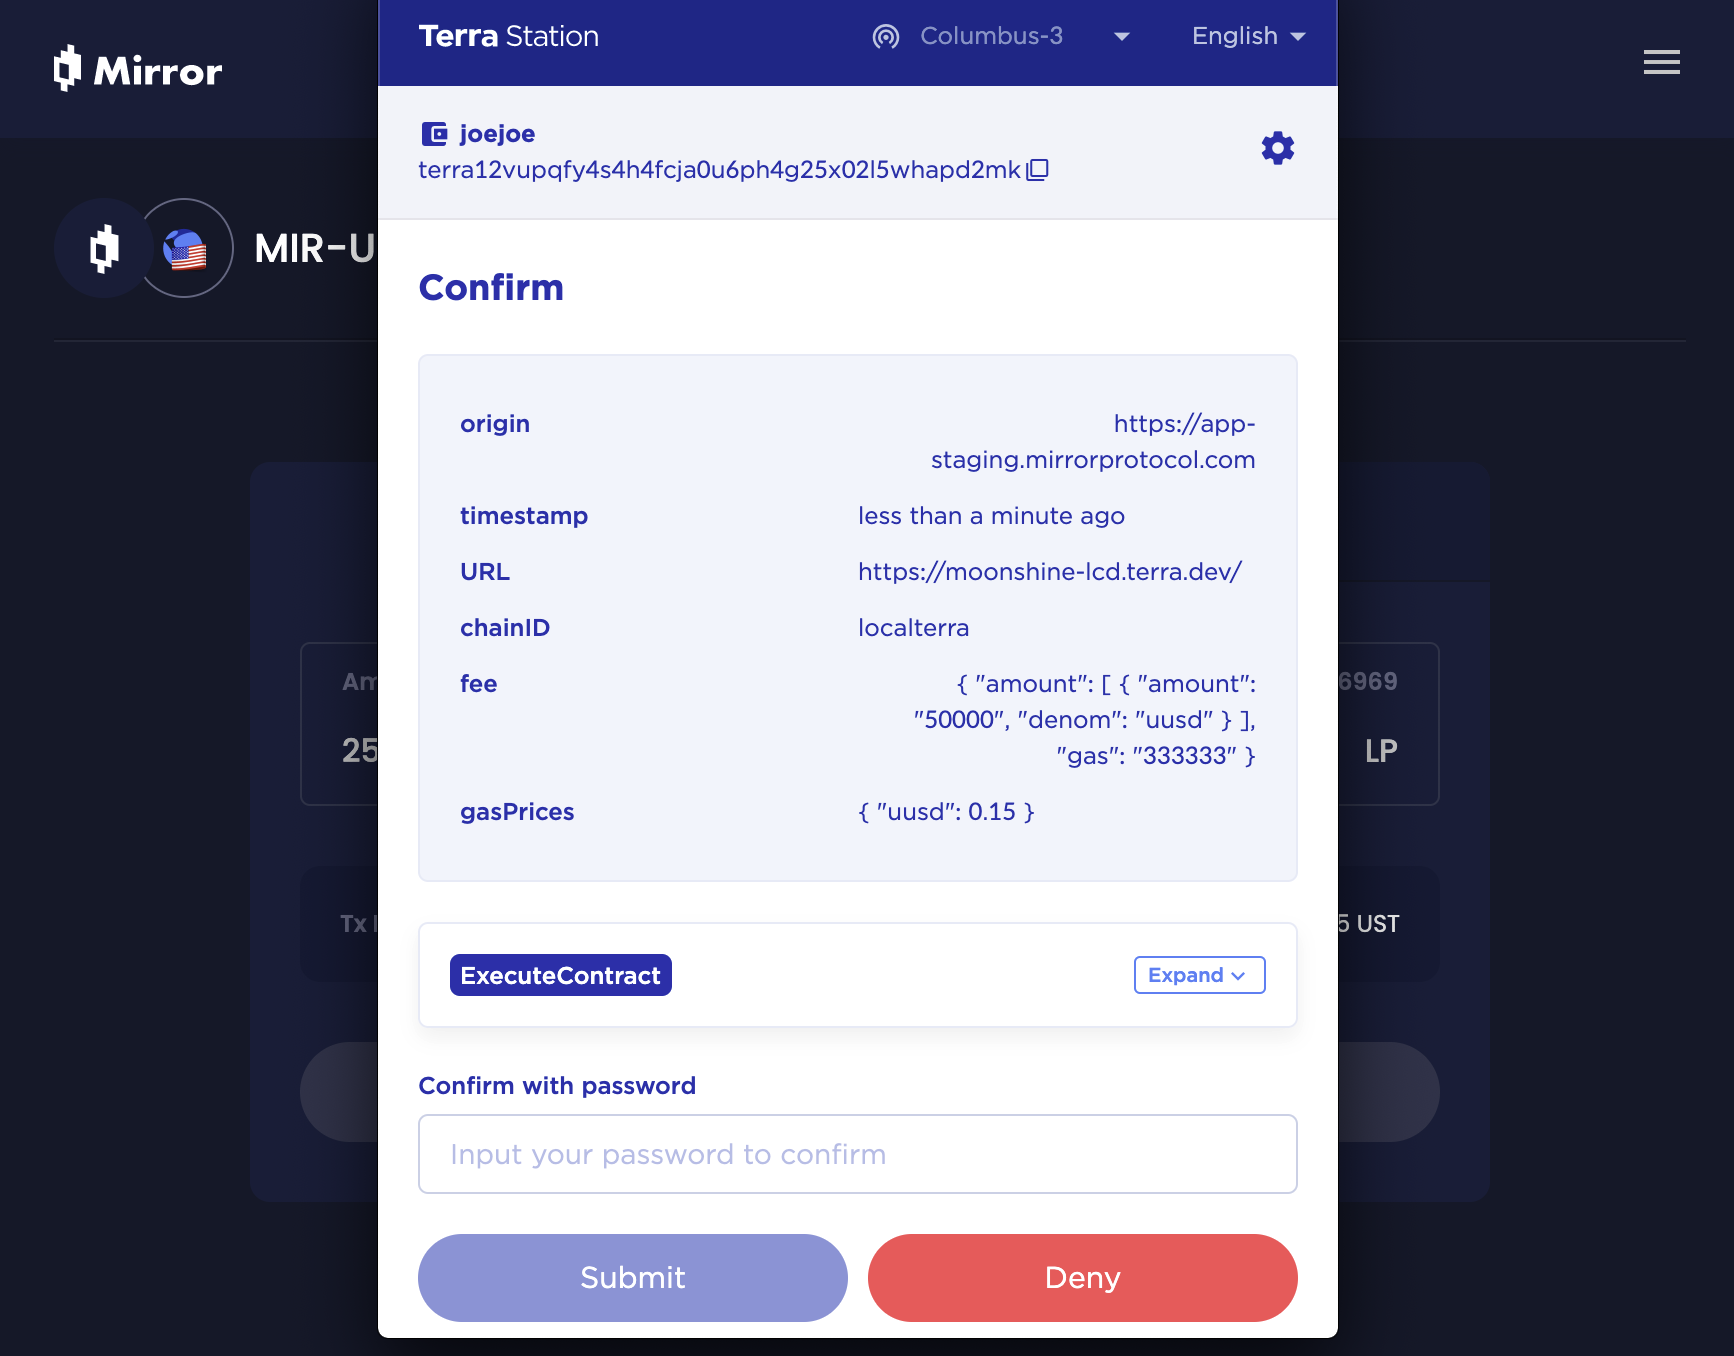 Mirror
Terra Station
Columbus-3
English
joejoe
terra12vupqfy4s4h4fcja0u6ph4g25x02l5whapd2mk
MIR-U
Confirm
origin
https://app-
staging.mirrorprotocol.com
timestamp
less than a minute ago
URL
https://moonshine-lcd.terra.dev/
chainID
localterra
fee
{ "amount": [ { "amount":
"50000", "denom": "uusd" } ],
"gas": "333333" }
gasPrices
{ "uusd": 0.15 }
Am
6969
25
LP
Tx
5 UST
ExecuteContract
Expand
Confirm with password
Input your password to confirm
Submit
Deny